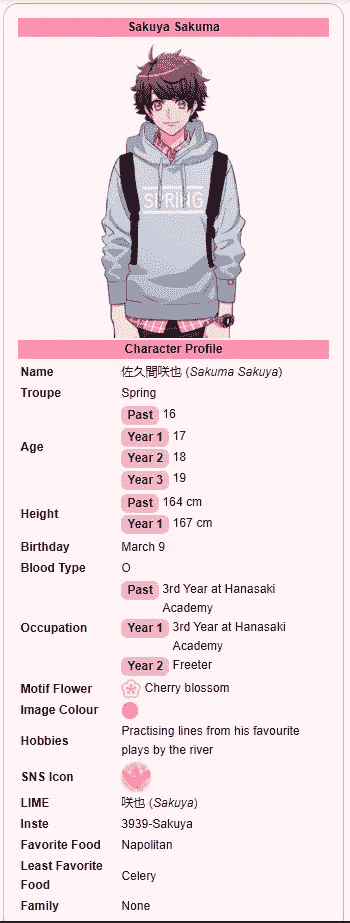 Sakuya Sakuma
SPRING
Character Profile
Name 佐久間咲也 (Sakuma Sakuya)
Troupe Spring
Age Past 16
Year 1 17
Year 2 18
Year 3 19
Height Past 164 cm
Year 1 167 cm
Birthday March 9
Blood Type O
Occupation Past 3rd Year at Hanasaki
Academy
Year 1 3rd Year at Hanasaki
Academy
Year 2 Freeter
Motif Flower Cherry blossom
Image Colour
Hobbies Practising lines from his favourite
plays by the river
SNS Icon
LIME 咲也 (Sakuya)
Inste 3939-Sakuya
Favorite Food Napolitan
Least Favorite
Food Celery
Family None